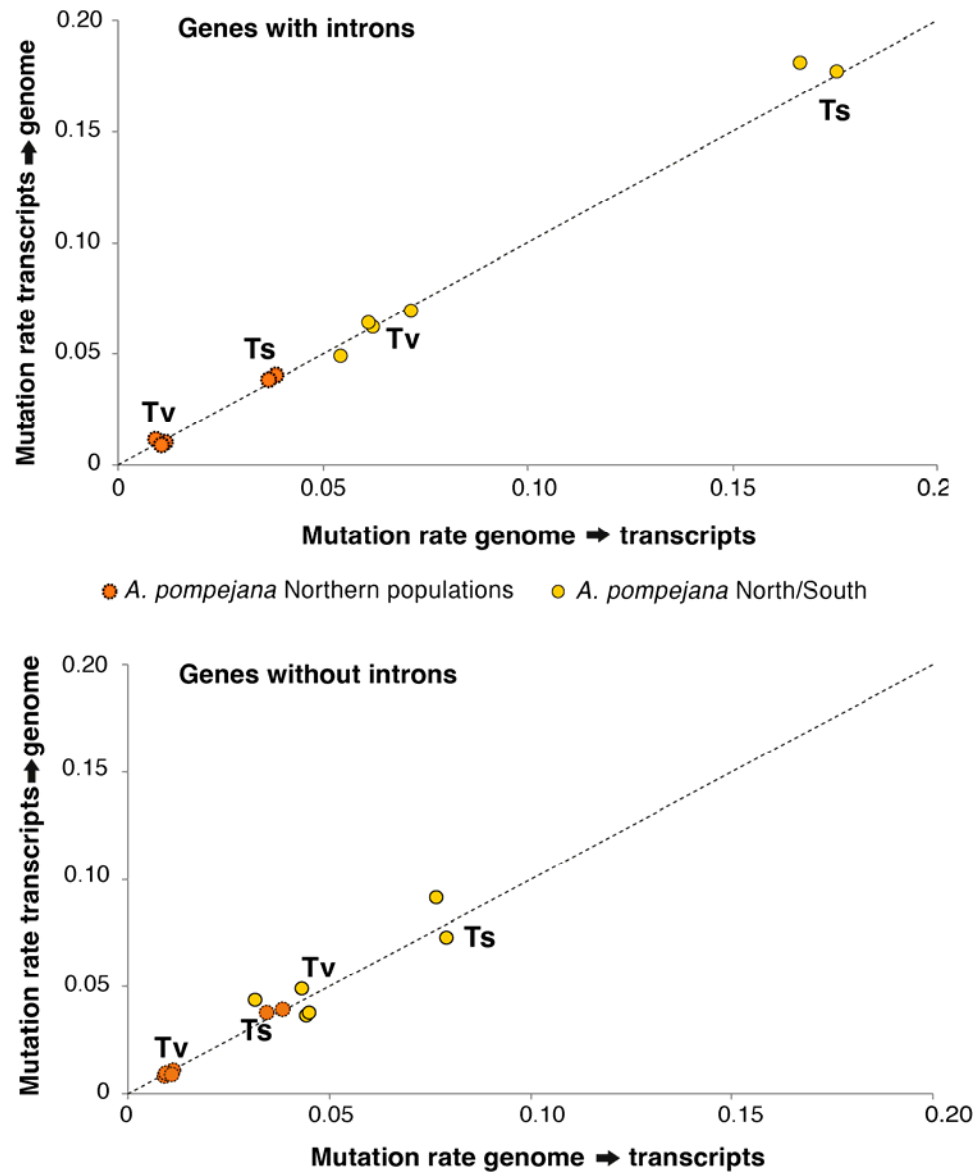 Genes with introns
Mutation rate transcripts ➡ genome
0.20
0.15
0.10
0.05
0
Ts
Tv
Ts
Tv
0
0.05
0.10
0.15
0.2
Mutation rate genome ➡ transcripts
A. pompejana Northern populations
A. pompejana North/South
Genes without introns
Mutation rate transcripts ➡ genome
0.20
0.15
0.10
0.05
0
Ts
Tv
Ts
Tv
0
0.05
0.10
0.15
0.20
Mutation rate genome ➡ transcripts